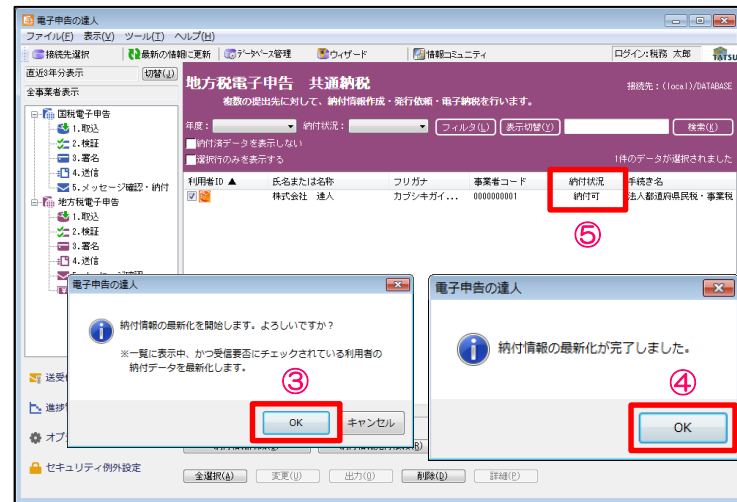 電子申告の達人
ファイル(F) 表示(V) ツール(T) ヘルプ(H)
接続先選択 最新の情報に更新 データベース管理 ウィザード 情報コミュニティ ログイン:税務 太郎 TATSU
直近3年分表示 切替(J)
全事業者表示
国税電子申告
1.取込
2.検証
3.署名
4.送信
5.メッセージ確認・納付
地方税電子申告
1.取込
2.検証
3.署名
4.送信
地方税電子申告 共通納税
接続先:(local)/DATABASE
複数の提出先に対して、納付情報作成・発行依頼・電子納税を行います。
年度: 納付状況: フィルタ(L) 表示切替(Y) 検索(K)
納付済データを表示しない
選択行のみを表示する
1件のデータが選択されました
利用者ID ▲ 氏名または名称 フリガナ 事業者コード 納付状況 手続き名
株式会社 達人 カブシキガイ... 0000000001 納付可 法人都道府県民税・事業税
⑤
電子申告の達人
納付情報の最新化を開始します。よろしいですか?
※一覧に表示中、かつ受信要否にチェックされている利用者の
納付データを最新化します。
③
OK キャンセル
電子申告の達人
納付情報の最新化が完了しました。
④
OK
送受
進捗
オプ
セキュリティ例外設定
全選択(A) 変更(U) 出力(O) 削除(D) 詳細(P)